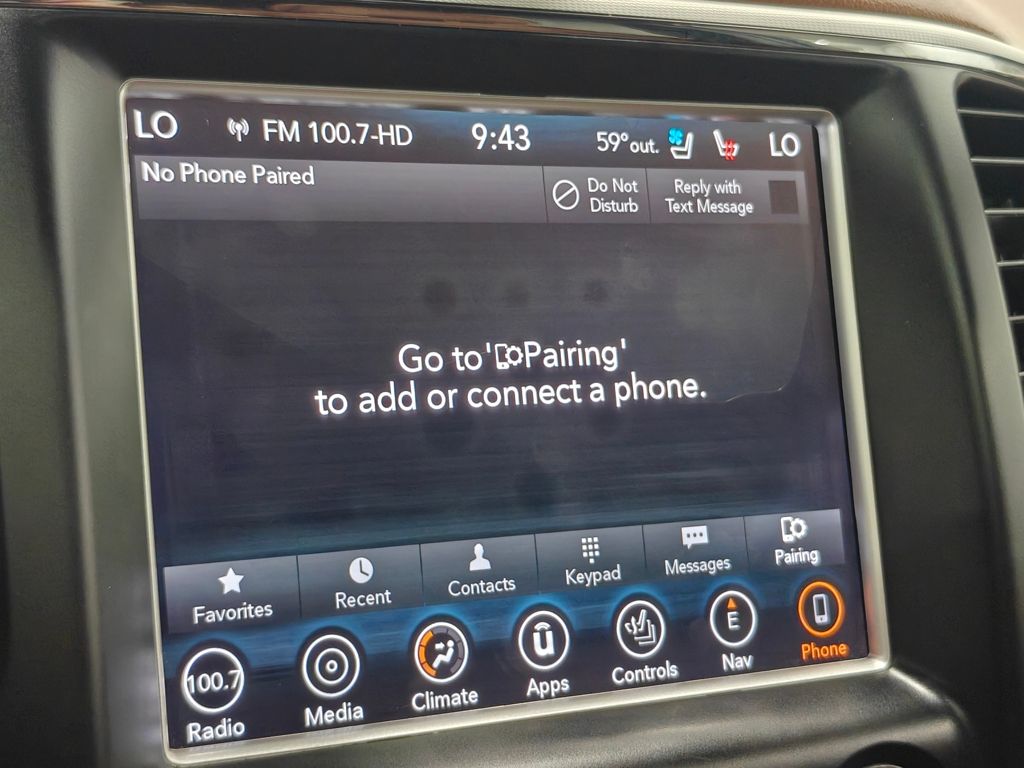 LO FM 100.7-HD 9:43 59°out. LO
No Phone Paired
Do Not
Disturb
Reply with
Text Message
Go to 'Pairing'
to add or connect a phone.
Favorites Recent Contacts Keypad Messages Pairing
100.7 ū E
Radio Media Climate Apps Controls Nav Phone